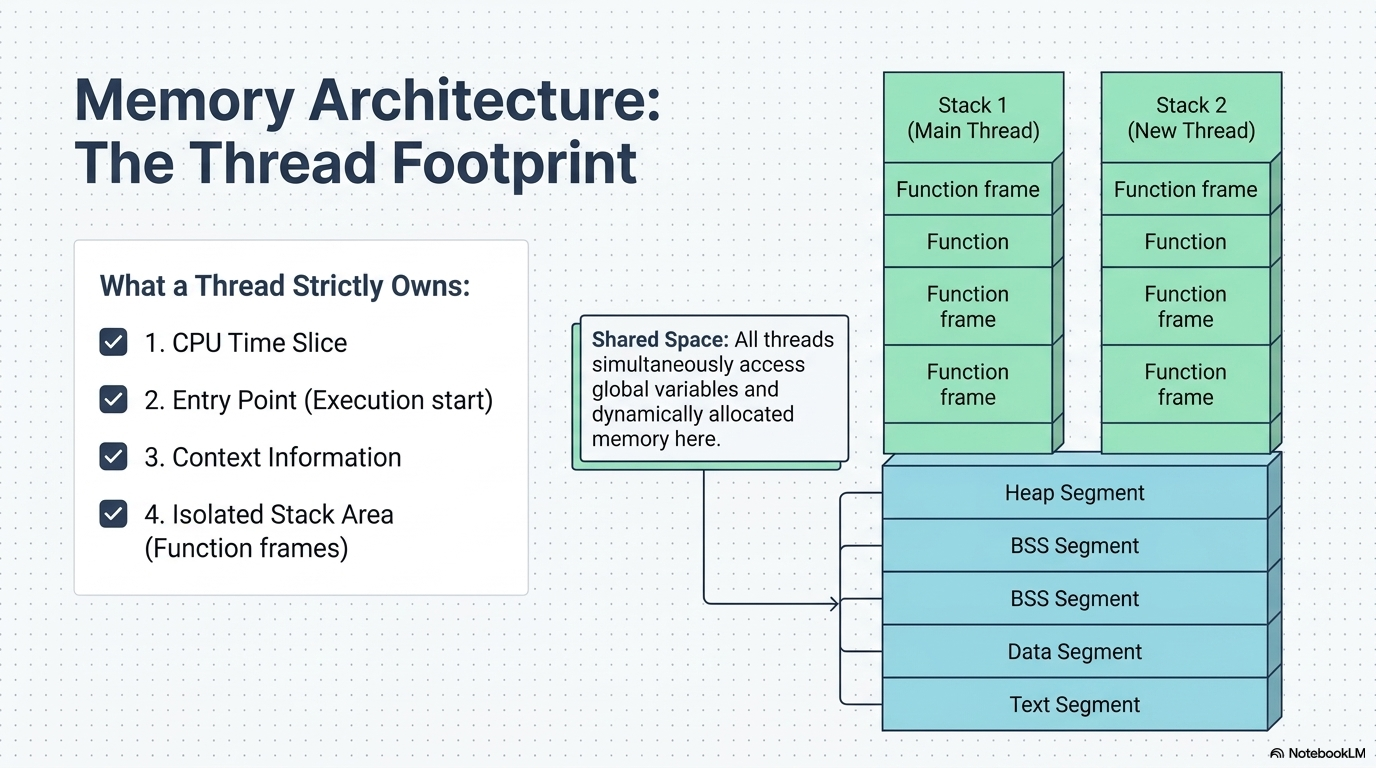 Memory Architecture:
The Thread Footprint
What a Thread Strictly Owns:
1. CPU Time Slice
2. Entry Point (Execution start)
3. Context Information
4. Isolated Stack Area
(Function frames)
Shared Space: All threads
simultaneously access
global variables and
dynamically allocated
memory here.
Stack 1
(Main Thread)
Function frame
Function
Function
frame
Function
frame
Stack 2
(New Thread)
Function frame
Function
Function
frame
Function
frame
Heap Segment
BSS Segment
BSS Segment
Data Segment
Text Segment
NotebookLM